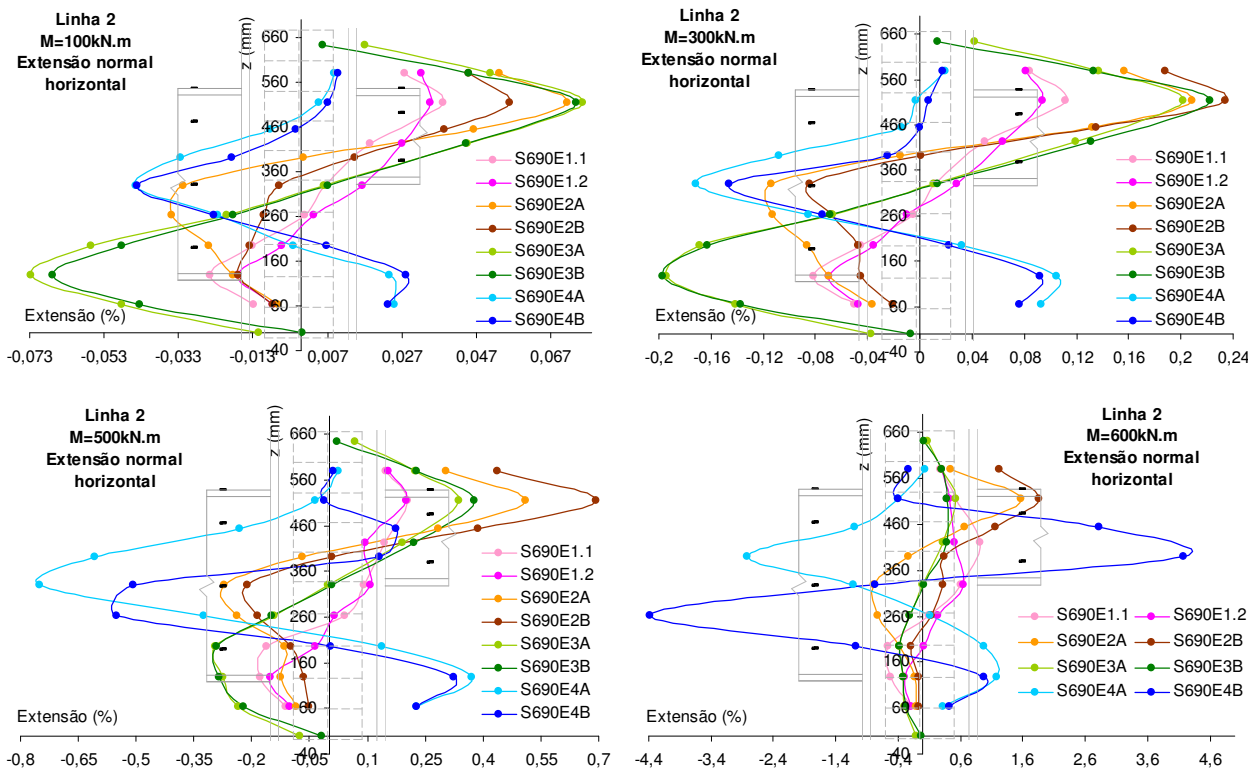 Linha 2
M=100kN.m
Extensão normal
horizontal
z (mm)
660
560
460
360
260
160
60
-40
Extensão (%)
-0,073
-0,053
-0,033
-0,013
0,007
0,027
0,047
0,067
S690E1.1
S690E1.2
S690E2A
S690E2B
S690E3A
S690E3B
S690E4A
S690E4B
Linha 2
M=300kN.m
Extensão normal
horizontal
z (mm)
660
560
460
360
260
160
60
-40
Extensão (%)
-0,2
-0,16
-0,12
-0,08
-0,04
0
0,04
0,08
0,12
0,16
0,2
0,24
S690E1.1
S690E1.2
S690E2A
S690E2B
S690E3A
S690E3B
S690E4A
S690E4B
Linha 2
M=500kN.m
Extensão normal
horizontal
z (mm)
660
560
460
360
260
160
60
-40
Extensão (%)
-0,8
-0,65
-0,5
-0,35
-0,2
-0,05
0,1
0,25
0,4
0,55
0,7
S690E1.1
S690E1.2
S690E2A
S690E2B
S690E3A
S690E3B
S690E4A
S690E4B
Linha 2
M=600kN.m
Extensão normal
horizontal
z (mm)
660
560
460
360
260
160
60
-40
Extensão (%)
-4,4
-3,4
-2,4
-1,4
-0,4
0,6
1,6
2,6
3,6
4,6
S690E1.1 S690E1.2
S690E2A S690E2B
S690E3A S690E3B
S690E4A S690E4B